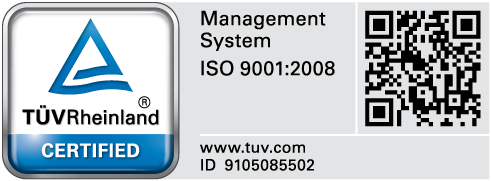 TÜVRheinland®
CERTIFIED
Management
System
ISO 9001:2008
www.tuv.com
ID 9105085502